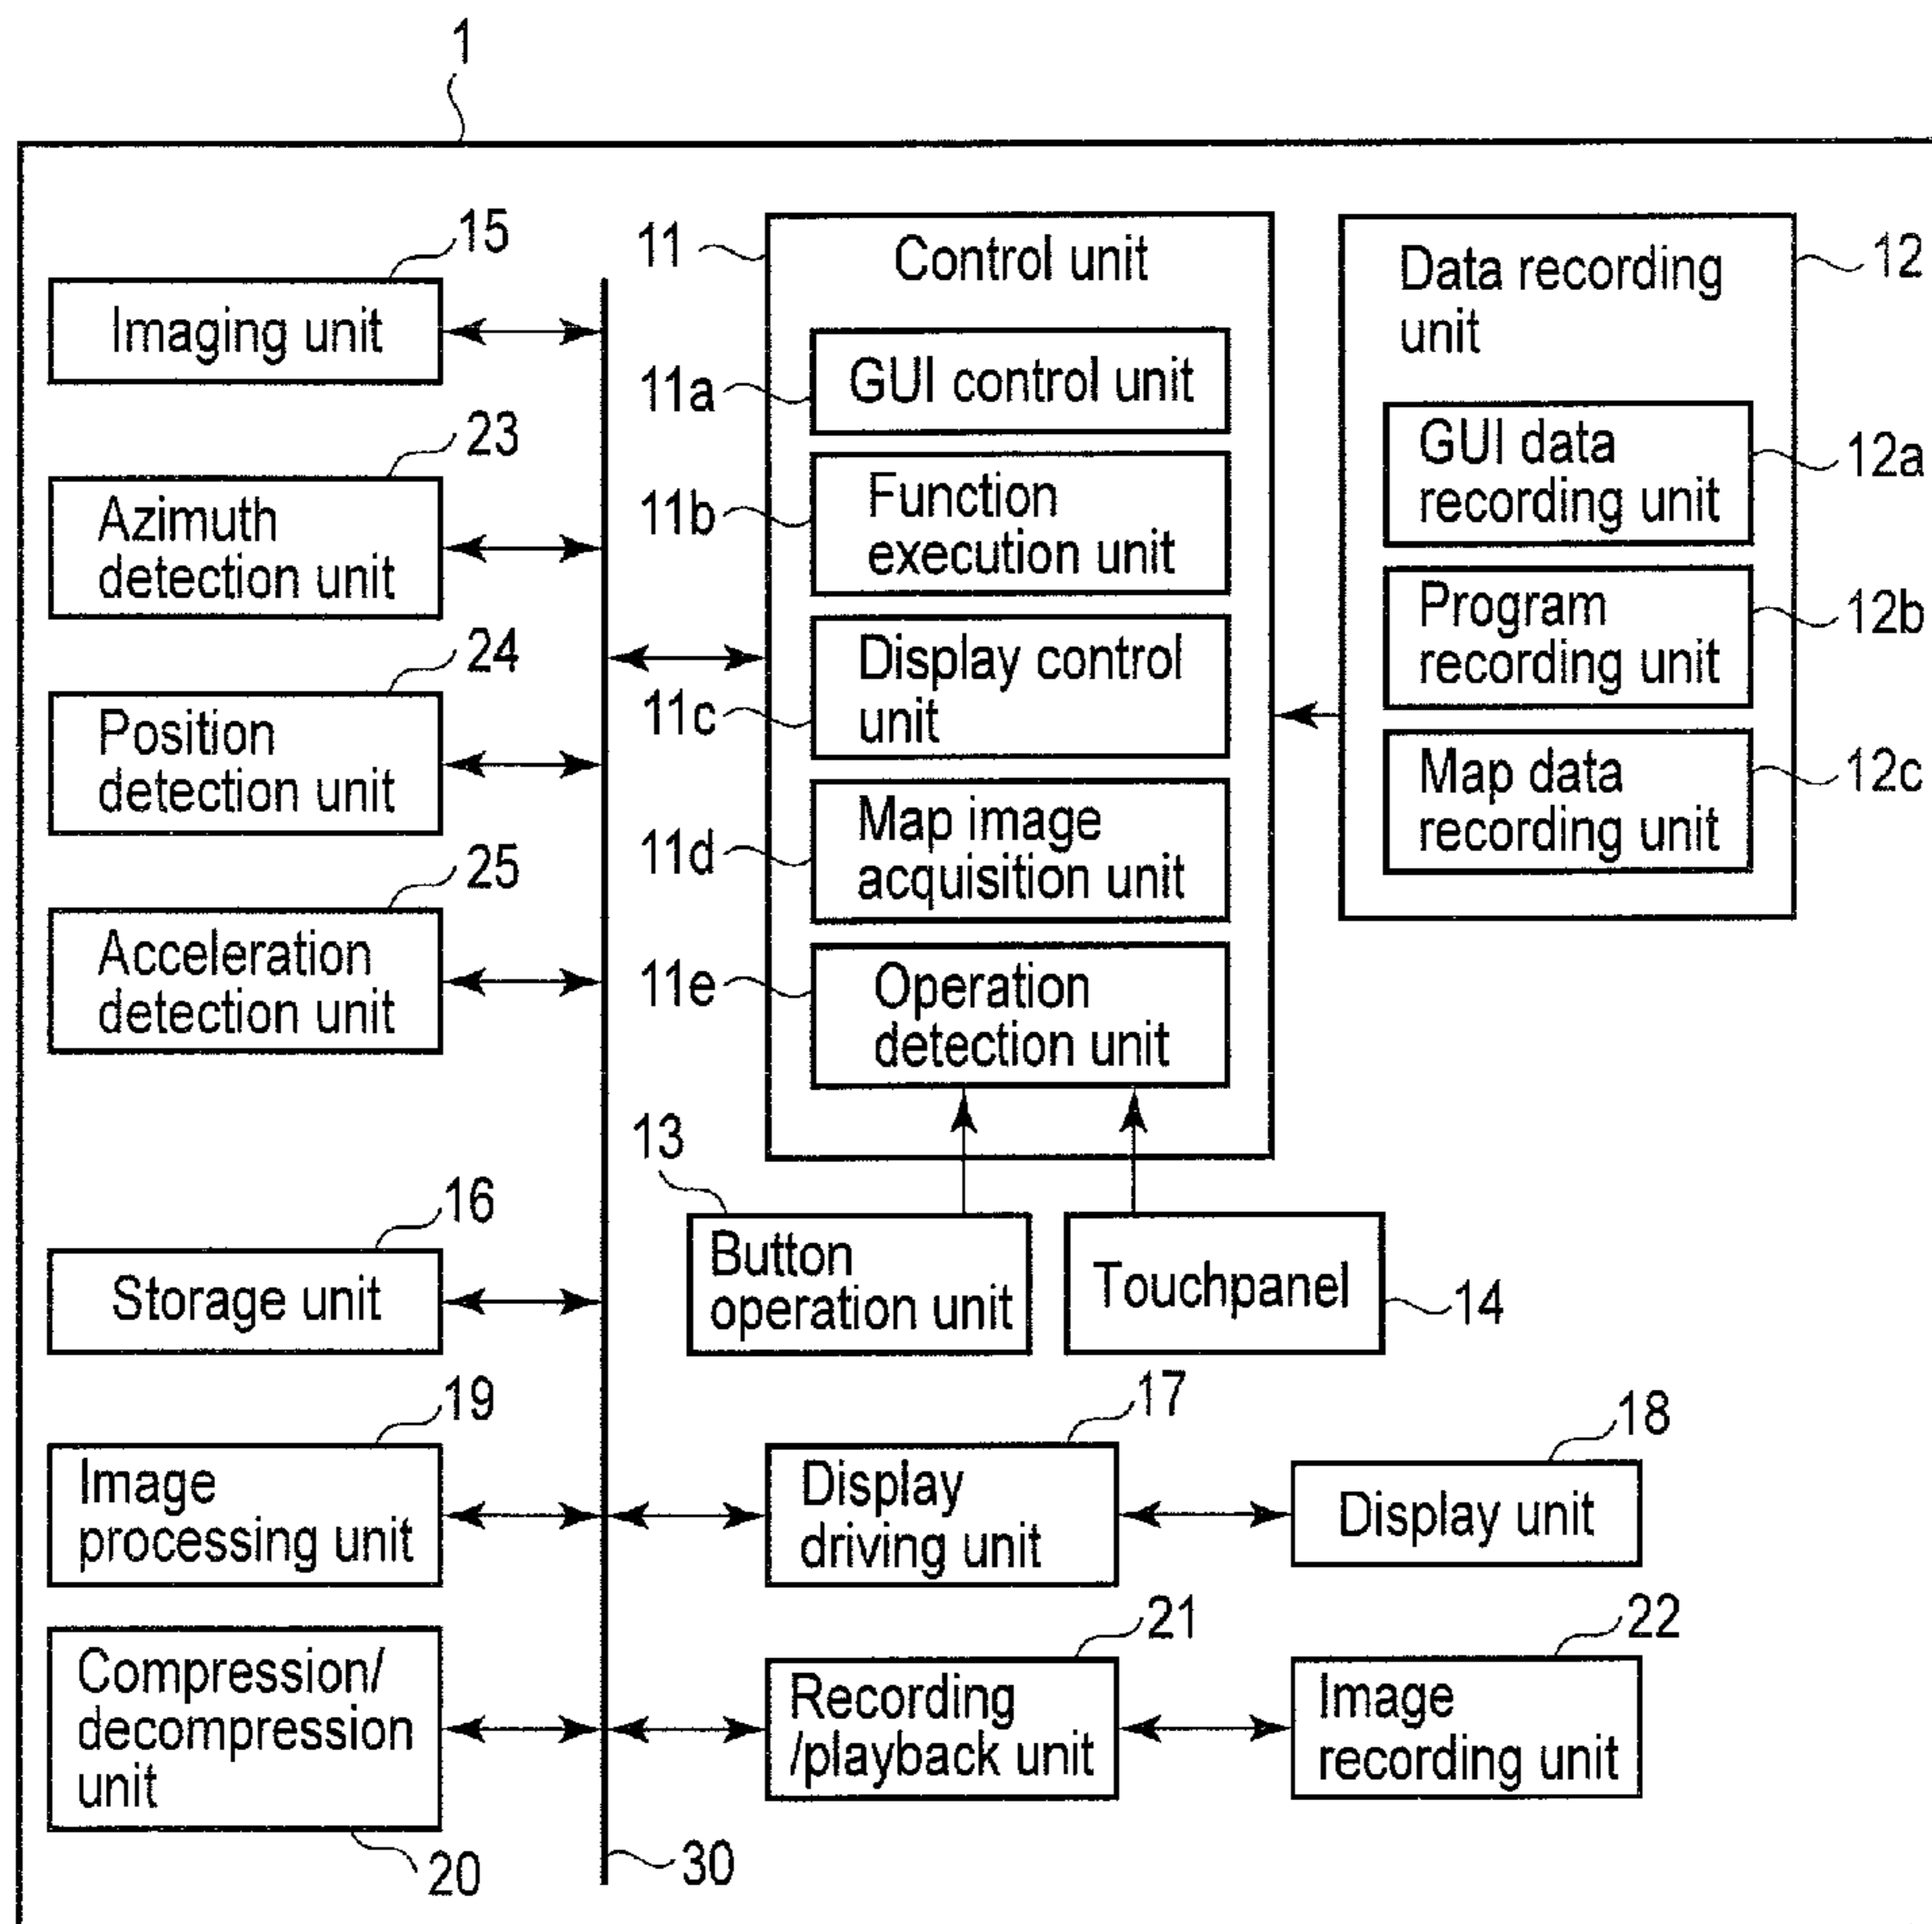 1
15
Imaging unit
23
Azimuth
detection unit
24
Position
detection unit
25
Acceleration
detection unit
16
Storage unit
19
Image
processing unit
Compression/
decompression
unit
20
30
11
Control unit
11a
GUI control unit
11b
Function
execution unit
11c
Display control
unit
11d
Map image
acquisition unit
11e
Operation
detection unit
12
Data recording
unit
GUI data
recording unit
12a
Program
recording unit
12b
Map data
recording unit
12c
13
Button
operation unit
Touchpanel
14
17
Display
driving unit
18
Display unit
21
Recording
/playback unit
22
Image
recording unit